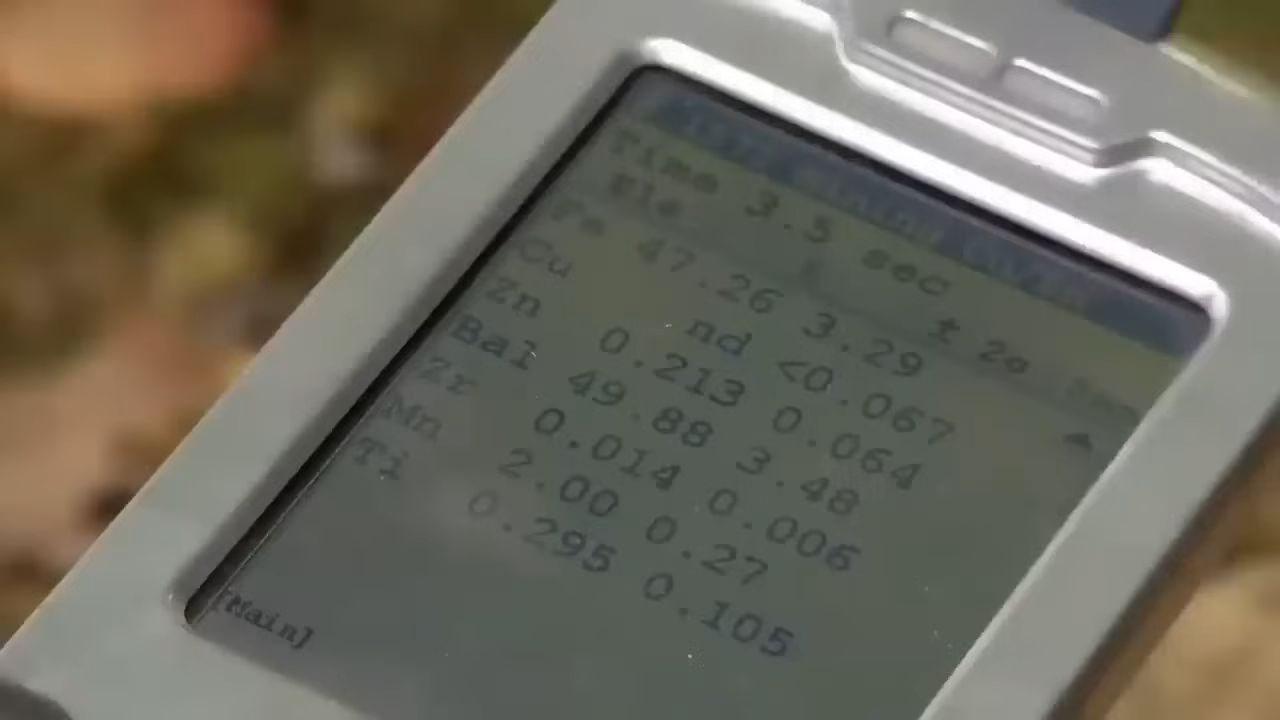 Time 3.5 sec
Ele % ± 2σ
Fe 47.26 3.29
Cu nd <0.067
Zn 0.213 0.064
Bal 49.88 3.48
Zr 0.014 0.006
Mn 2.00 0.27
Ti 0.295 0.105
[Main]